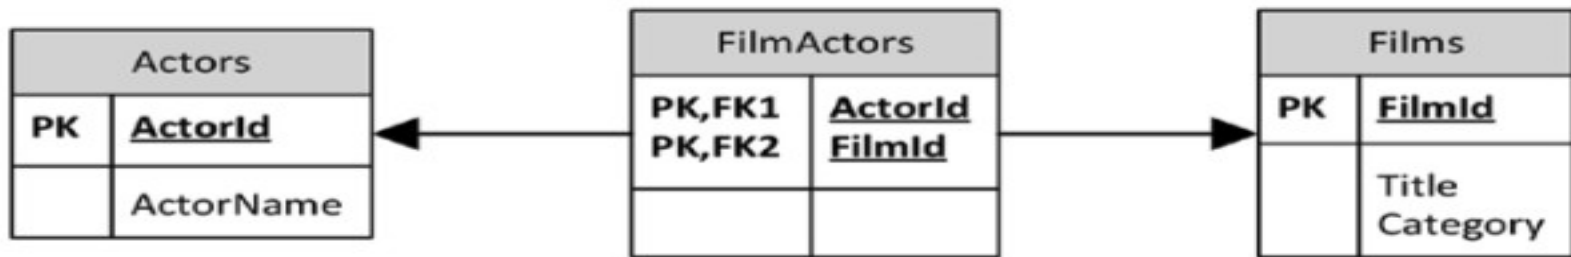 Actors
PK ActorId
ActorName
FilmActors
PK,FK1 ActorId
PK,FK2 FilmId
Films
PK FilmId
Title
Category